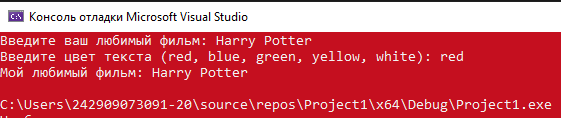 Консоль отладки Microsoft Visual Studio
Введите ваш любимый фильм: Harry Potter
Введите цвет текста (red, blue, green, yellow, white): red
Мой любимый фильм: Harry Potter
C:\Users\242909073091-20\source\repos\Project1\x64\Debug\Project1.exe